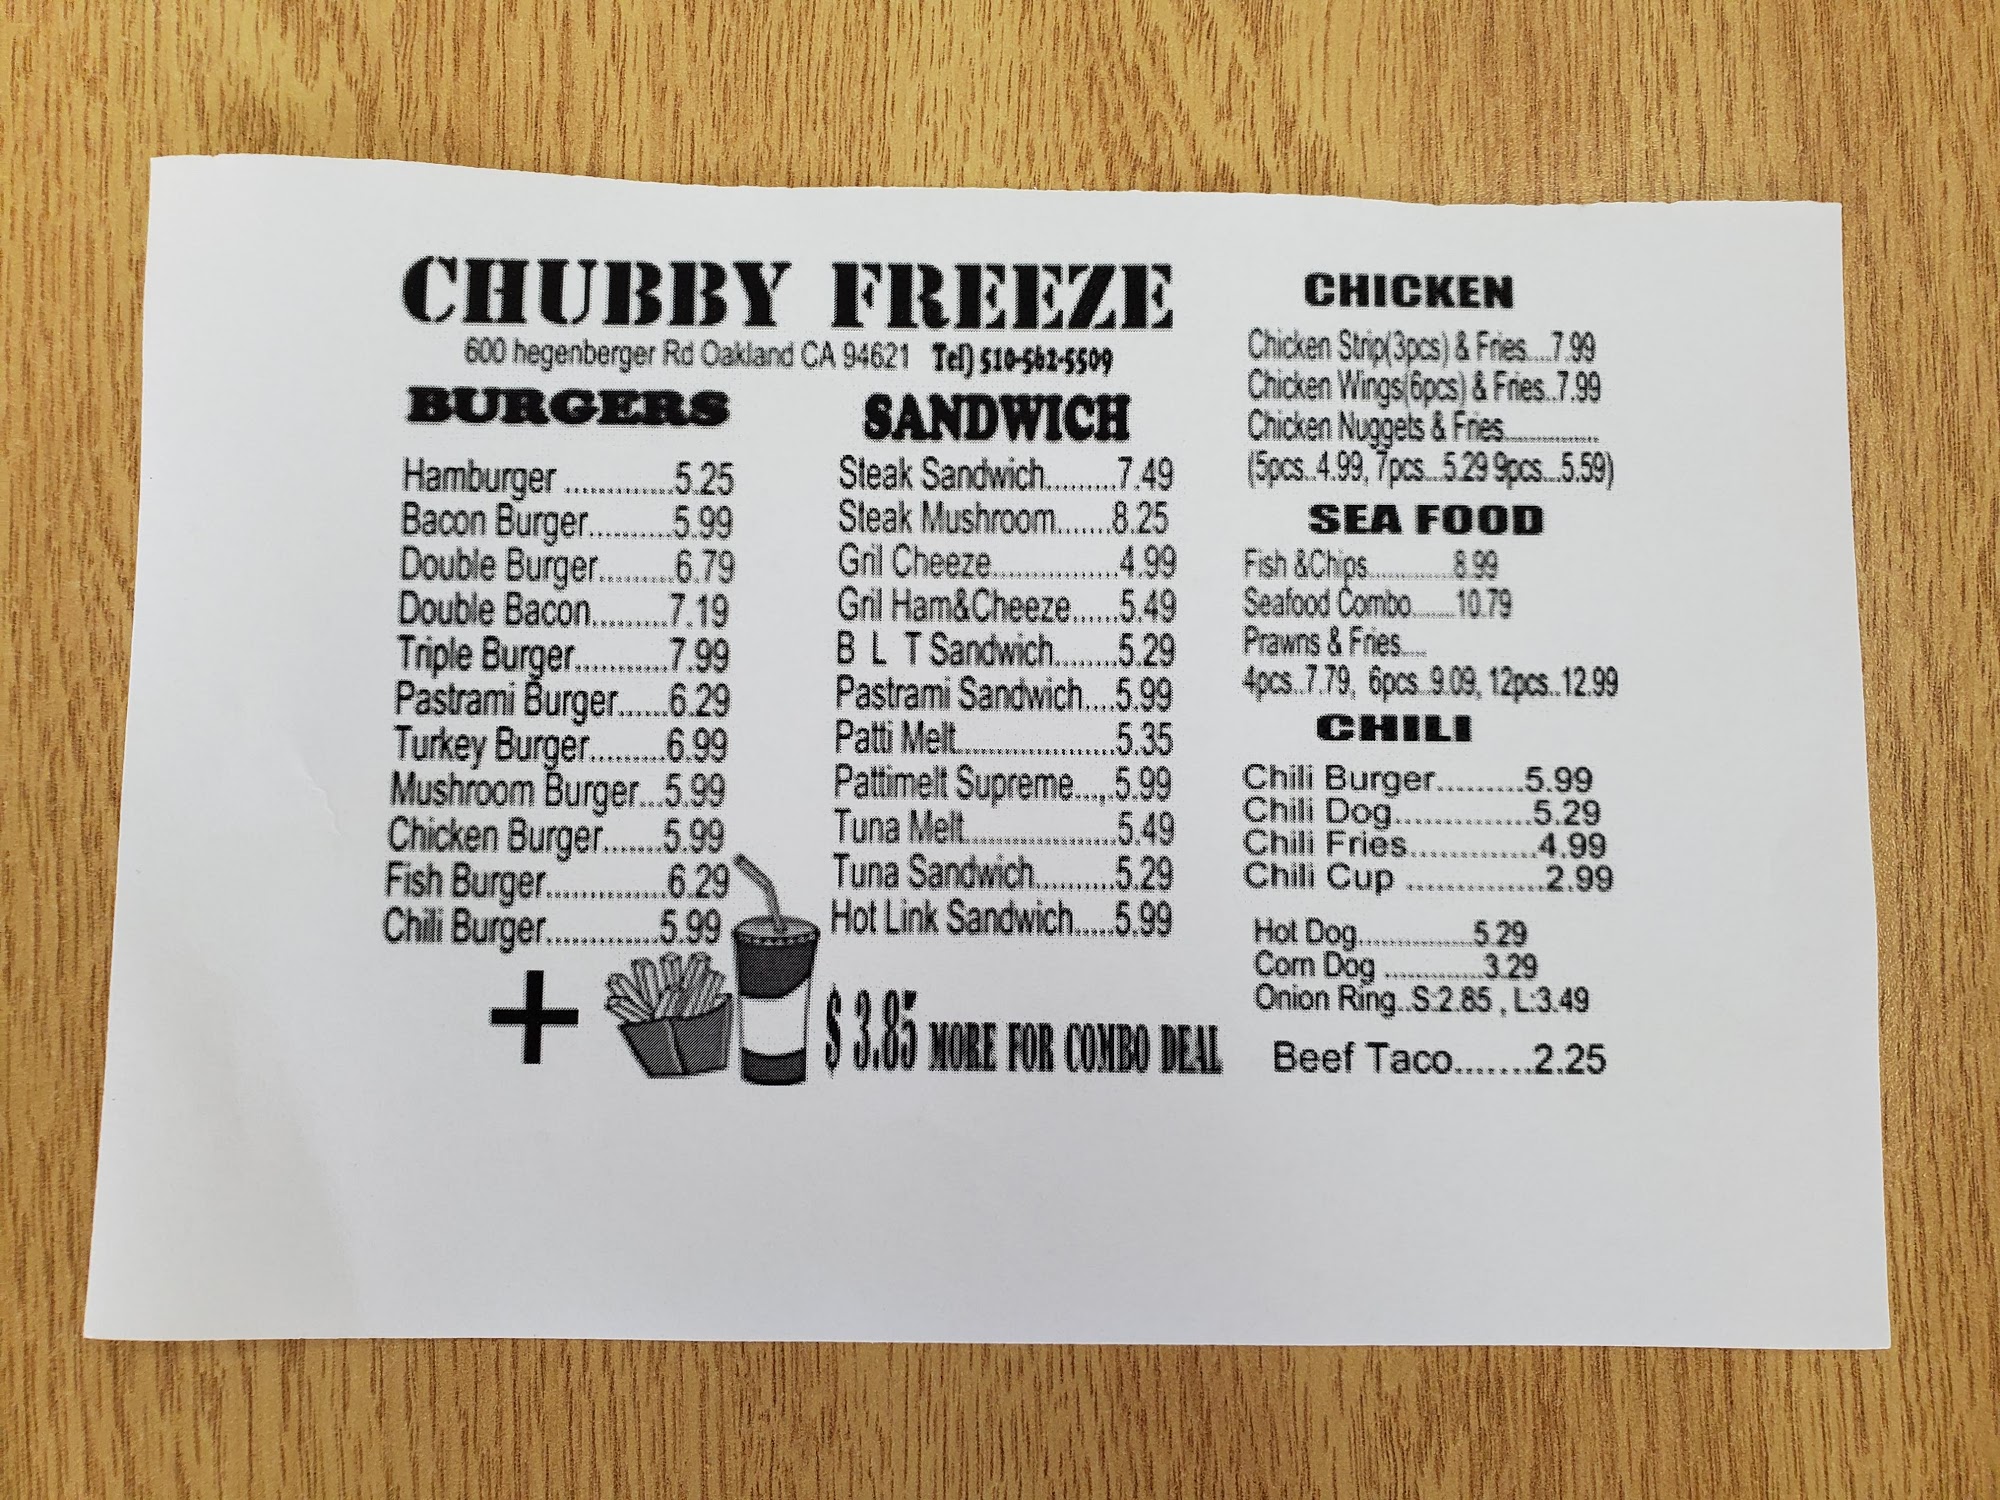 CHUBBY FREEZE
600 hegenberger Rd Oakland CA 94621 Tel) 510-562-5509
BURGERS
Hamburger .............5.25
Bacon Burger..........5.99
Double Burger.........6.79
Double Bacon.........7.19
Triple Burger...........7.99
Pastrami Burger......6.29
Turkey Burger.........6.99
Mushroom Burger...5.99
Chicken Burger.......5.99
Fish Burger..............6.29
Chili Burger.............5.99
SANDWICH
Steak Sandwich.........7.49
Steak Mushroom.......8.25
Gril Cheeze................4.99
Gril Ham&Cheeze......5.49
B L T Sandwich........5.29
Pastrami Sandwich....5.99
Patti Melt....................5.35
Pattimelt Supreme...,.5.99
Tuna Melt...................5.49
Tuna Sandwich..........5.29
Hot Link Sandwich.....5.99
+ $ 3.85 MORE FOR COMBO DEAL
CHICKEN
Chicken Strip(3pcs) & Fries....7.99
Chicken Wings(6pcs) & Fries..7.99
Chicken Nuggets & Fries.................
(5pcs..4.99, 7pcs...5.29 9pcs...5.59)
SEA FOOD
Fish &Chips..............8.99
Seafood Combo.......10.79
Prawns & Fries....
4pcs..7.79, 6pcs..9.09, 12pcs..12.99
CHILI
Chili Burger.........5.99
Chili Dog..............5.29
Chili Fries.............4.99
Chili Cup ..............2.99
Hot Dog.................5.29
Corn Dog ...............3.29
Onion Ring..S:2.85 , L:3.49
Beef Taco.......2.25